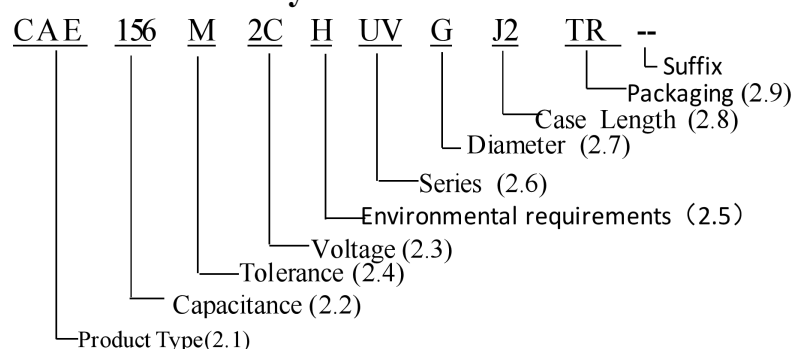 CAE 156 M 2C H UV G J2 TR --
Suffix
Packaging (2.9)
Case Length (2.8)
Diameter (2.7)
Series (2.6)
Environmental requirements（2.5）
Voltage (2.3)
Tolerance (2.4)
Capacitance (2.2)
Product Type(2.1)